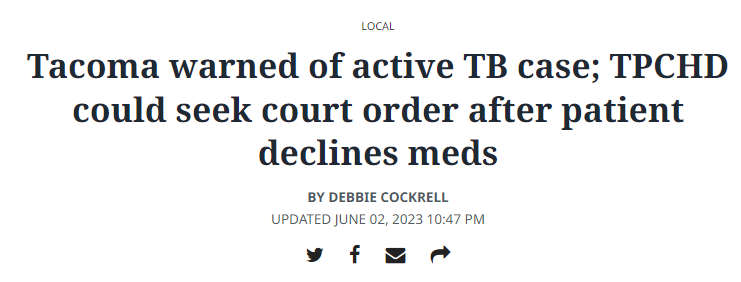 LOCAL
Tacoma warned of active TB case; TPCHD
could seek court order after patient
declines meds
BY DEBBIE COCKRELL
UPDATED JUNE 02, 2023 10:47 PM